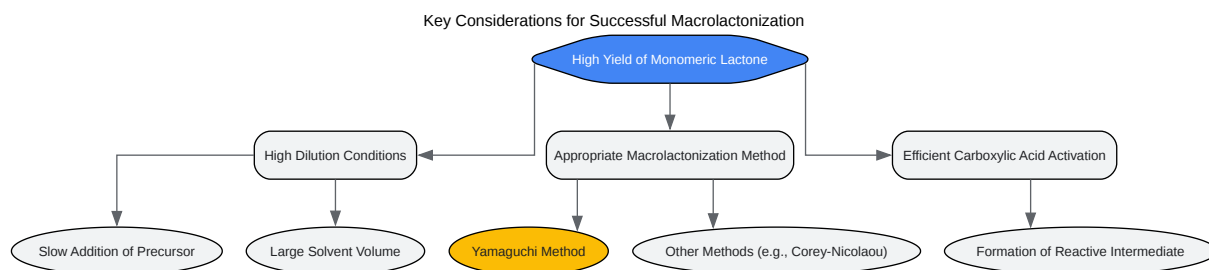 Key Considerations for Successful Macrolactonization
High Yield of Monomeric Lactone
High Dilution Conditions
Appropriate Macrolactonization Method
Efficient Carboxylic Acid Activation
Slow Addition of Precursor
Large Solvent Volume
Yamaguchi Method
Other Methods (e.g., Corey-Nicolaou)
Formation of Reactive Intermediate